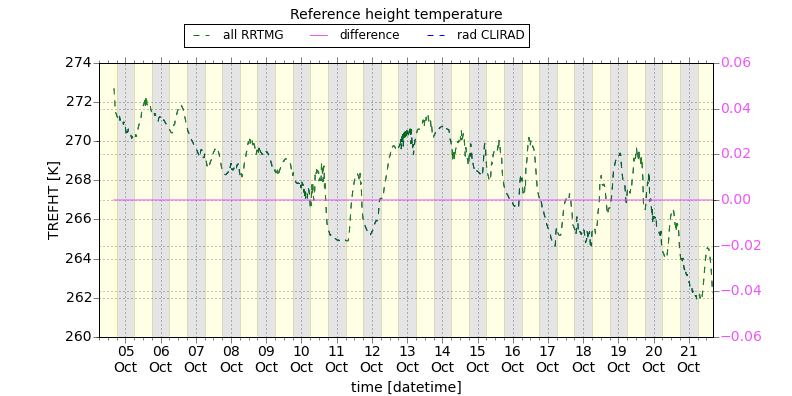 Reference height temperature
all RRTMG difference rad CLIRAD
274 0.06
272 0.04
270 0.02
268 0.00
266 −0.02
264 −0.04
262 −0.06
260
TREFHT [K]
05 06 07 08 09 10 11 12 13 14 15 16 17 18 19 20 21
Oct Oct Oct Oct Oct Oct Oct Oct Oct Oct Oct Oct Oct Oct Oct Oct Oct
time [datetime]